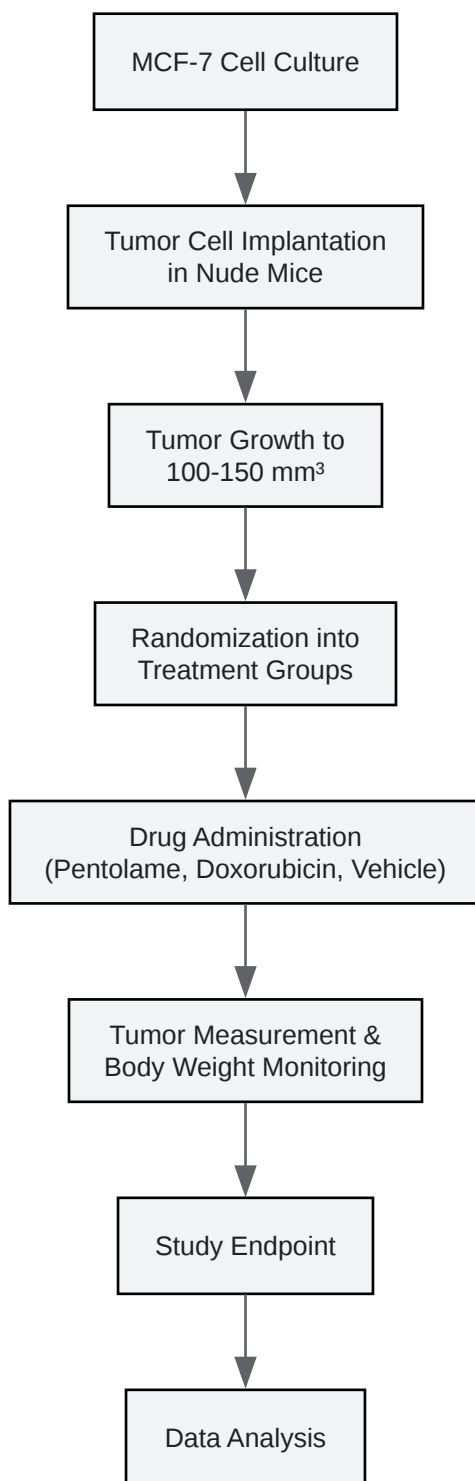 MCF-7 Cell Culture
Tumor Cell Implantation
in Nude Mice
Tumor Growth to
100-150 mm³
Randomization into
Treatment Groups
Drug Administration
(Pentolame, Doxorubicin, Vehicle)
Tumor Measurement &
Body Weight Monitoring
Study Endpoint
Data Analysis